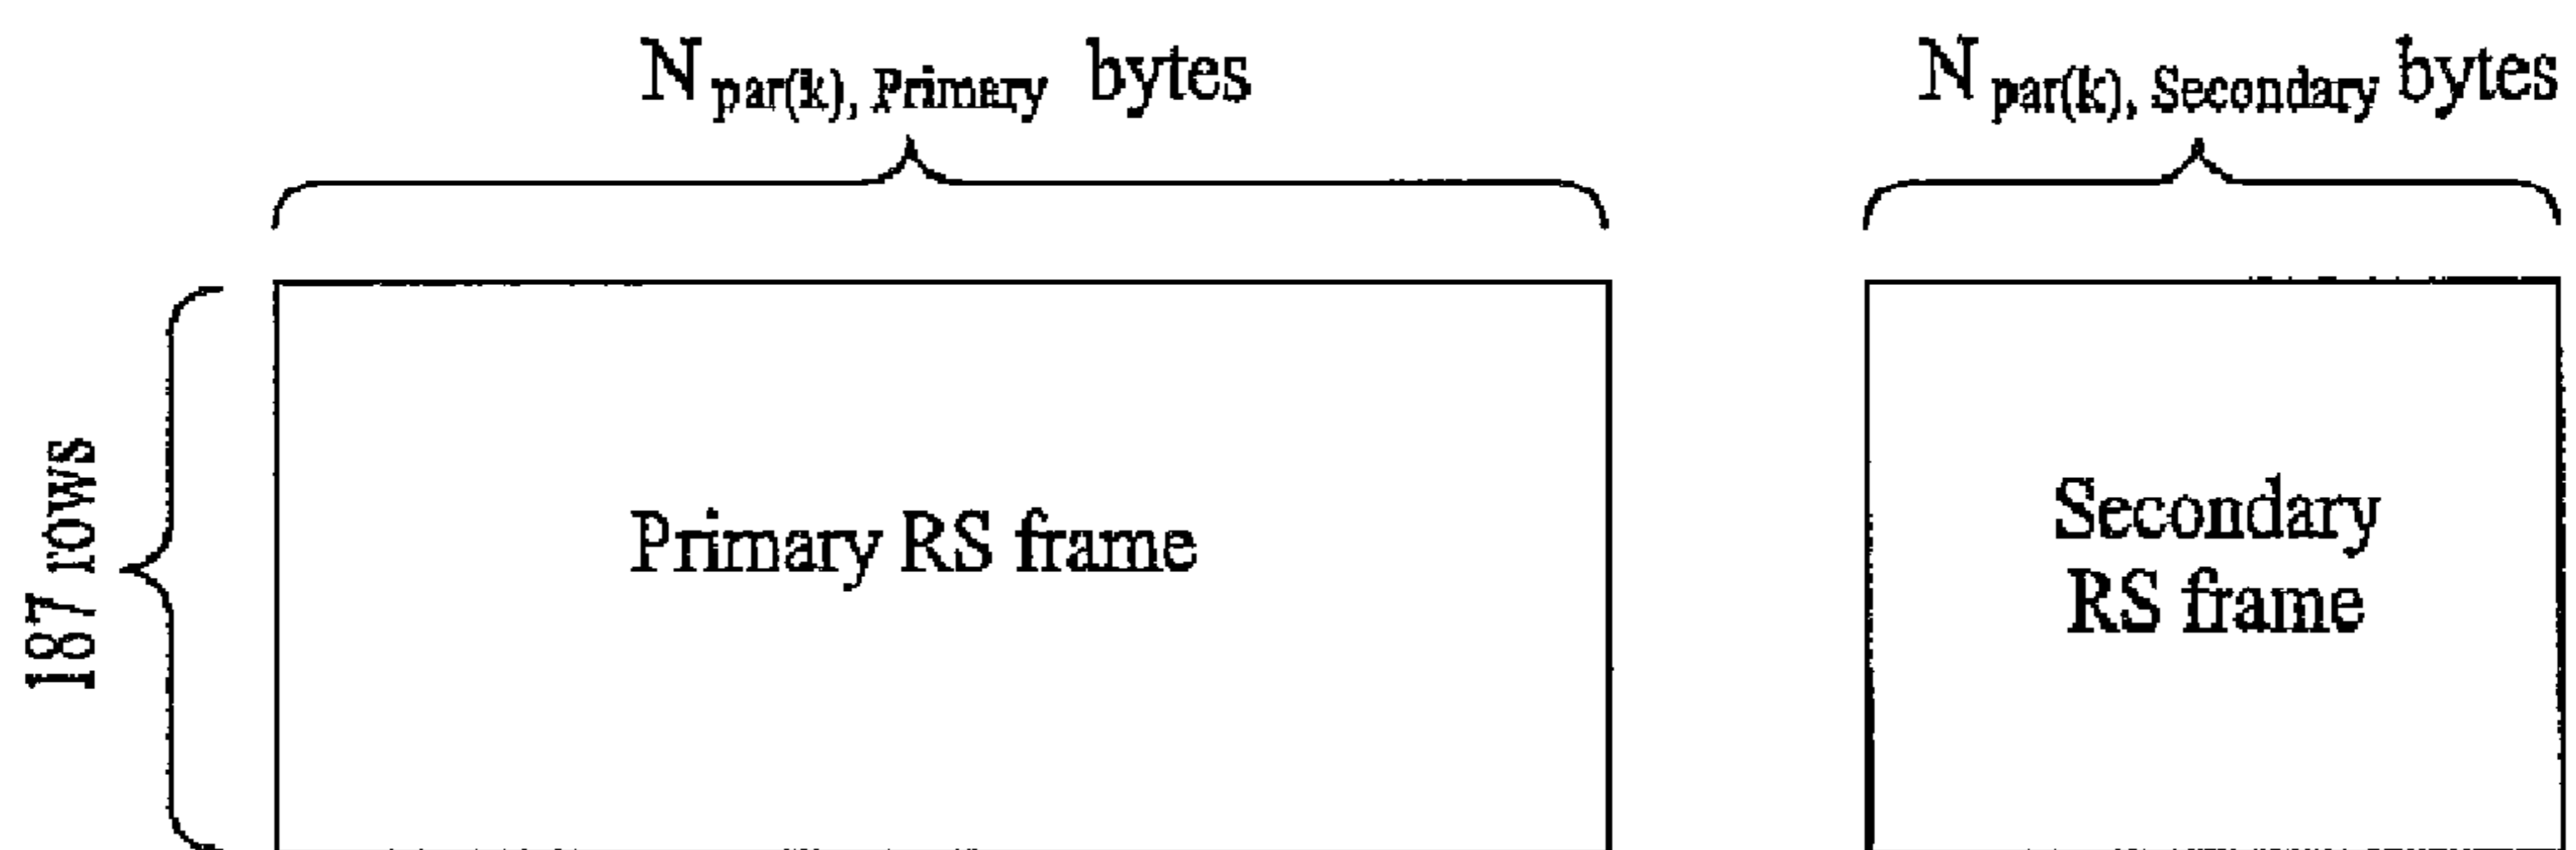 N par(k), Primary bytes
N par(k), Secondary bytes
187 rows
Primary RS frame
Secondary
RS frame